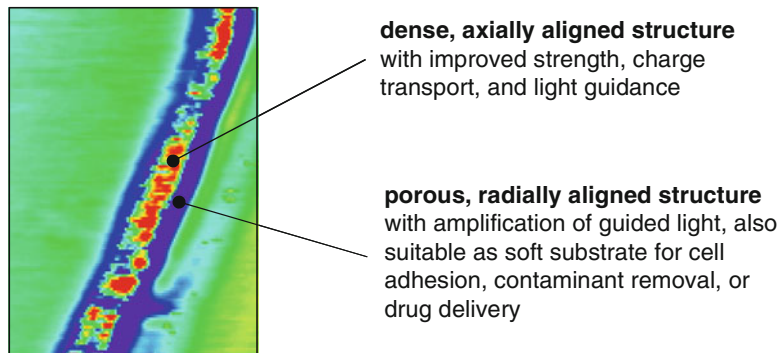 dense, axially aligned structure
with improved strength, charge
transport, and light guidance
porous, radially aligned structure
with amplification of guided light, also
suitable as soft substrate for cell
adhesion, contaminant removal, or
drug delivery